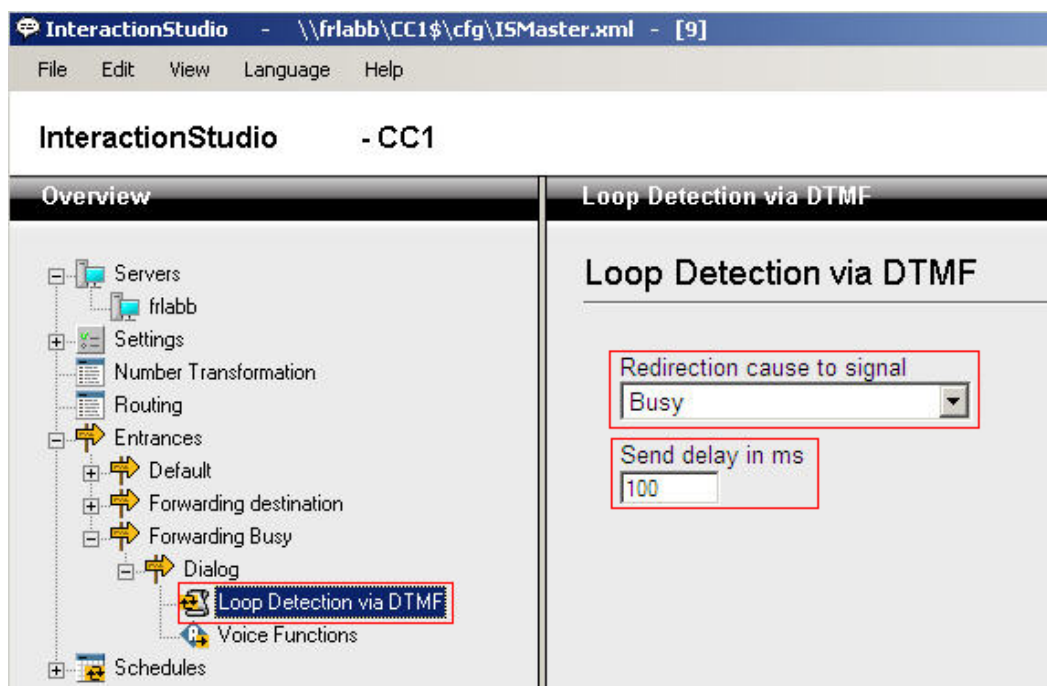 InteractionStudio - \\frlabb\CC1$\cfg\ISMaster.xml - [9]
File Edit View Language Help
InteractionStudio - CC1
Overview
Servers
frlabb
Settings
Number Transformation
Routing
Entrances
Default
Forwarding destination
Forwarding Busy
Dialog
Loop Detection via DTMF
Voice Functions
Schedules
Loop Detection via DTMF
Loop Detection via DTMF
Redirection cause to signal
Busy
Send delay in ms
100